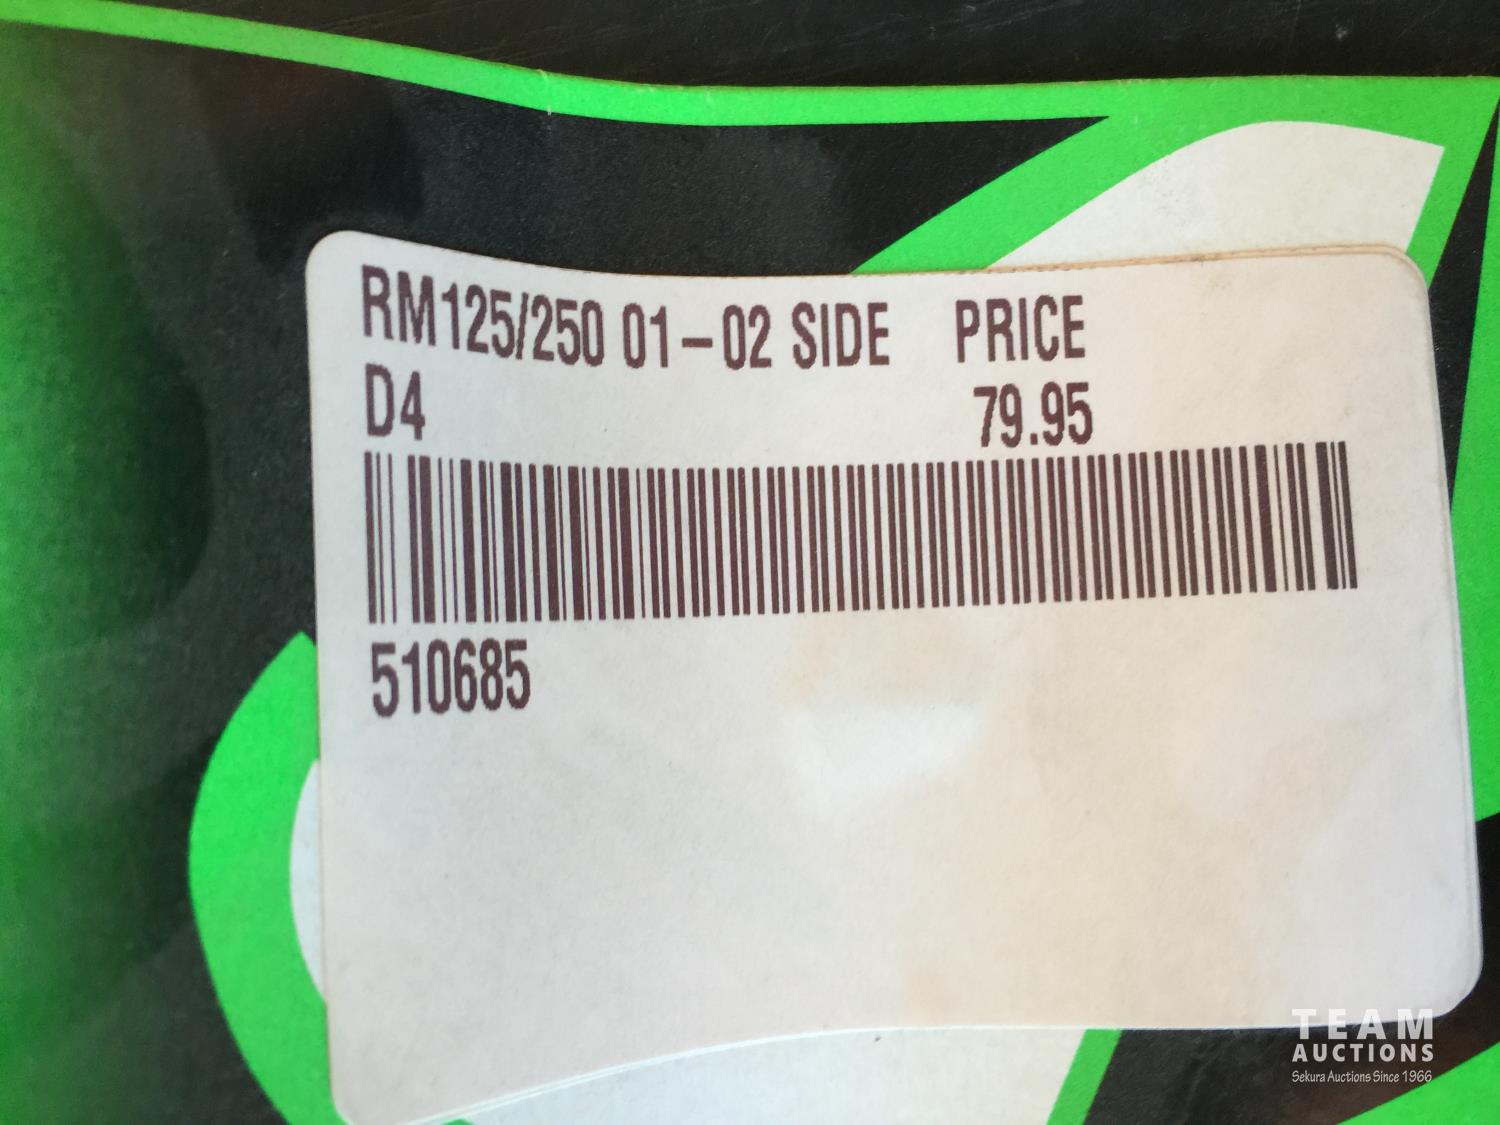 RM125/250 01-02 SIDE PRICE
D4 79.95
510685
TEAM
AUCTIONS
Sekura Auctions Since 1966